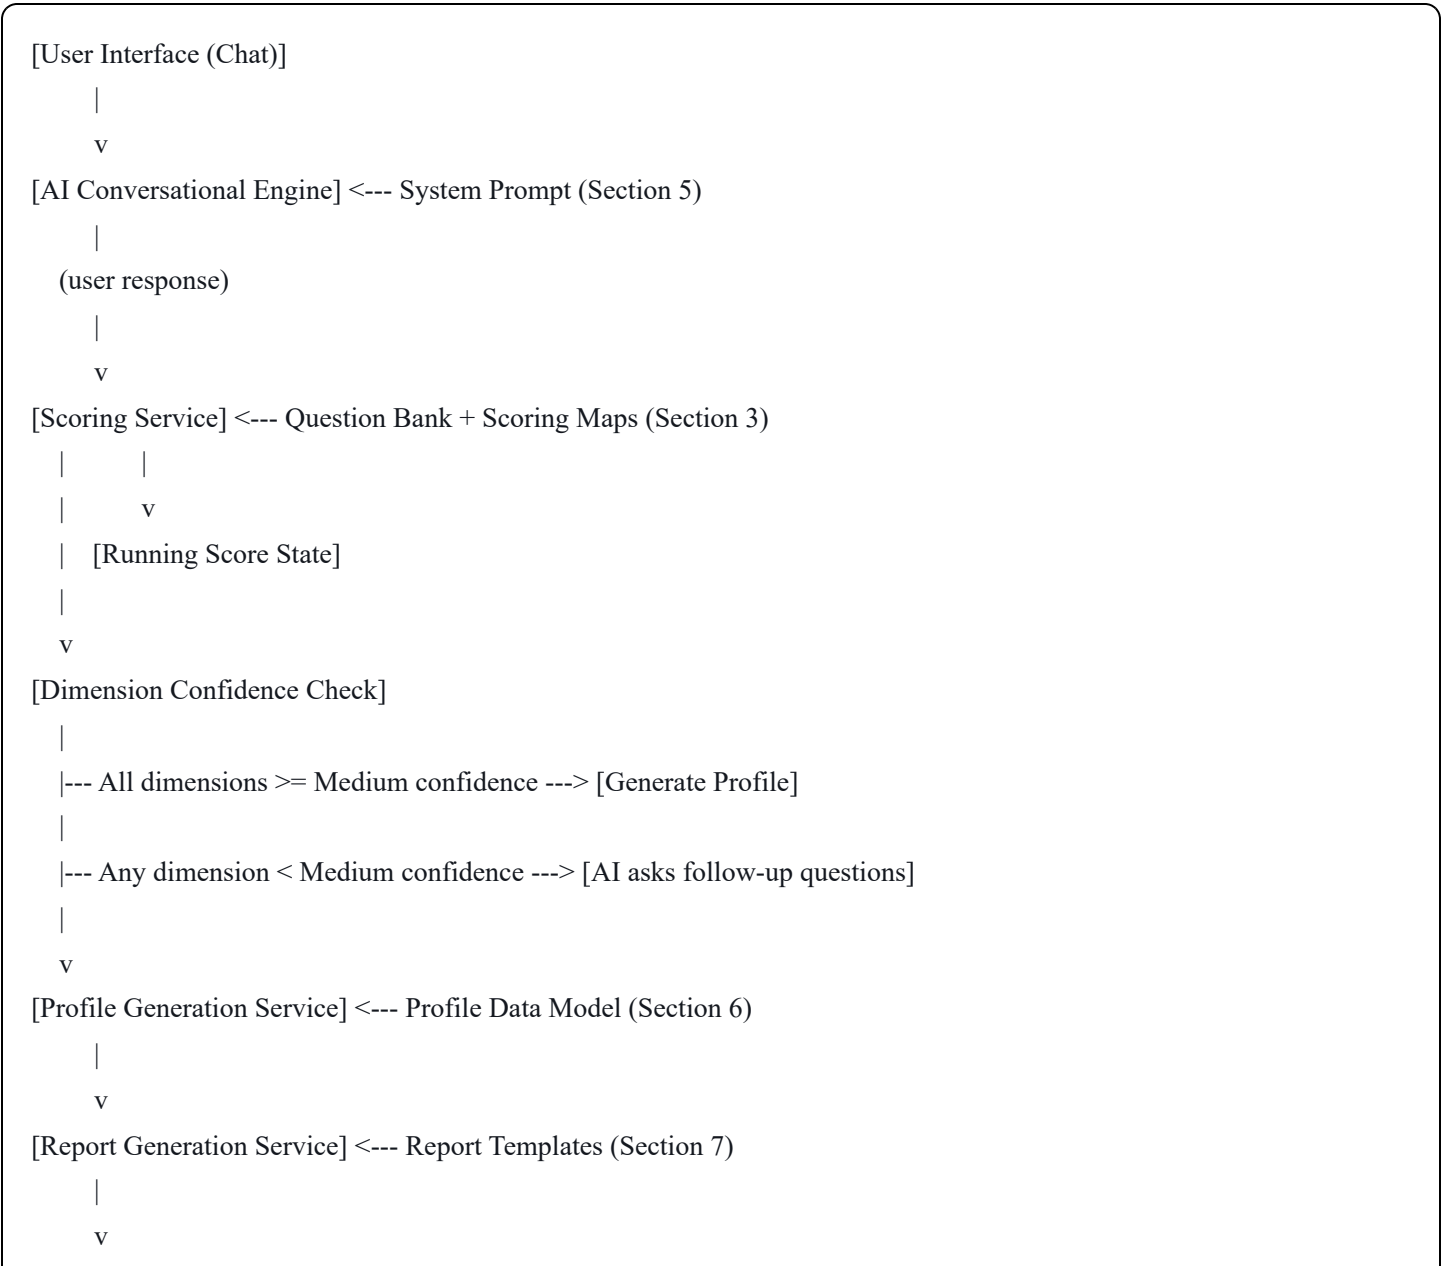 [User Interface (Chat)]
         |
         v
[AI Conversational Engine] <--- System Prompt (Section 5)
         |
    (user response)
         |
         v
[Scoring Service] <--- Question Bank + Scoring Maps (Section 3)
    |           |
    |           v
    |    [Running Score State]
    |
    v
[Dimension Confidence Check]
    |
    |--- All dimensions >= Medium confidence ---> [Generate Profile]
    |
    |--- Any dimension < Medium confidence ---> [AI asks follow-up questions]
    |
    v
[Profile Generation Service] <--- Profile Data Model (Section 6)
         |
         v
[Report Generation Service] <--- Report Templates (Section 7)
         |
         v